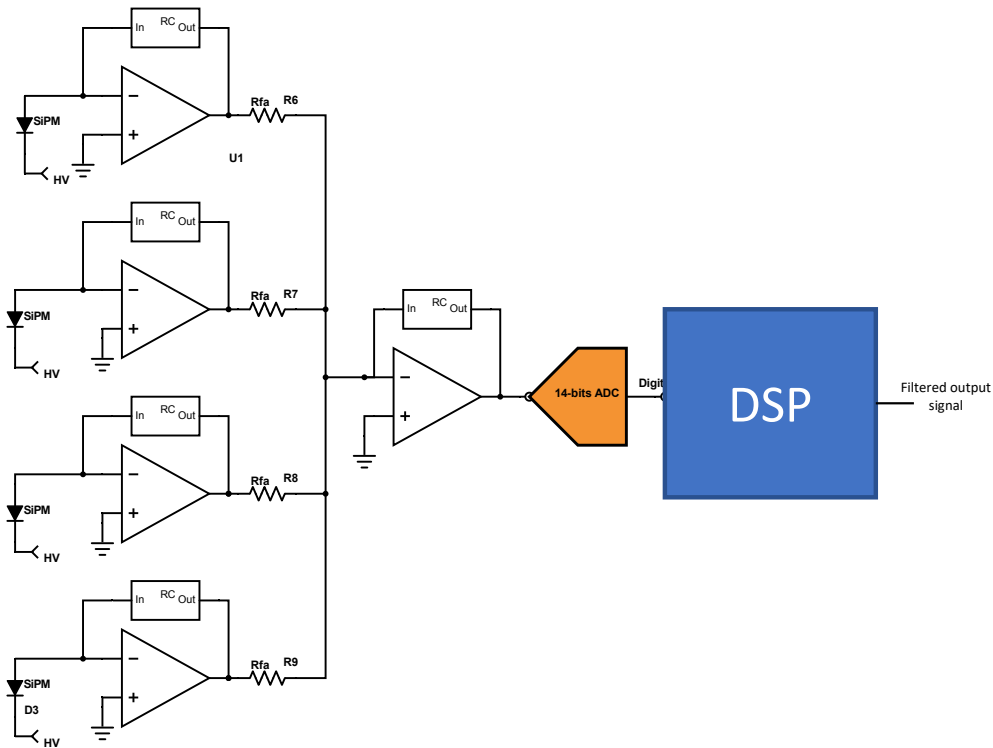 In RC Out
SiPM
Rfa R6
U1
HV
In RC Out
SiPM
Rfa R7
HV
In RC Out
14-bits ADC
Digit
DSP
Filtered output
signal
In RC Out
SiPM
Rfa R8
HV
In RC Out
SiPM
Rfa R9
D3
HV